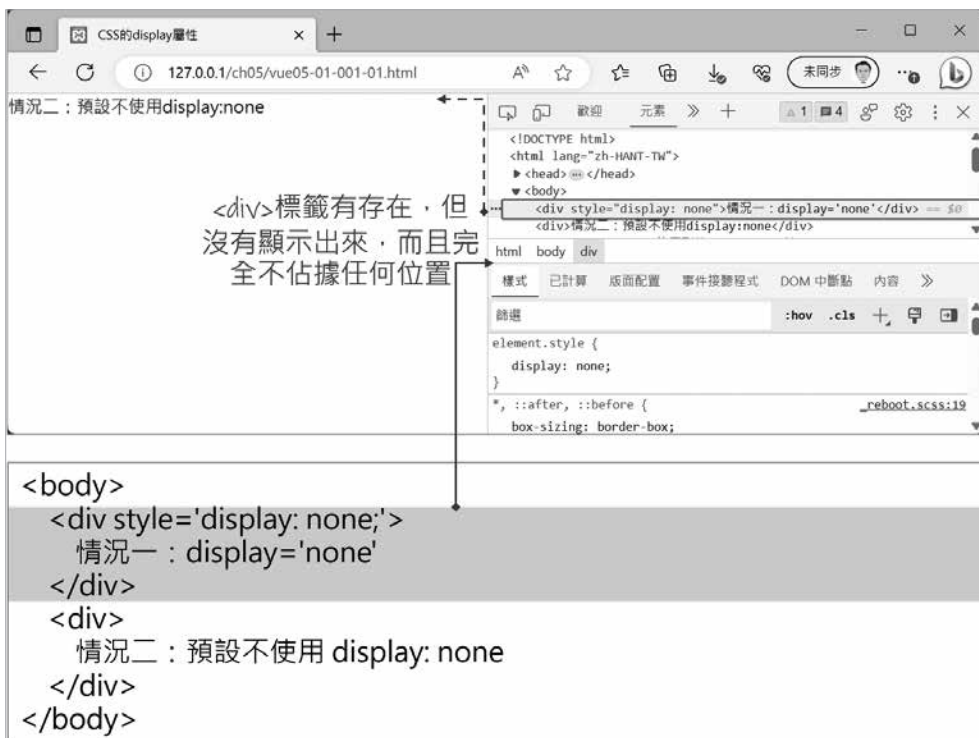 CSS的display屬性
127.0.0.1/ch05/vue05-01-001-01.html
未同步
情況二：預設不使用display:none
歡迎
元素
1
4
<!DOCTYPE html>
<html lang="zh-HANT-TW">
<head>
</head>
<body>
<div style="display: none">情況一：display='none'</div> == $0
<div>情況二：預設不使用display:none</div>
<div>標籤有存在，但
沒有顯示出來，而且完
全不佔據任何位置
html body div
樣式 已計算 版面配置 事件接聽程式 DOM 中斷點 內容
篩選
:hov .cls
element.style {
display: none;
}
*, ::after, ::before {
_reboot.scss:19
box-sizing: border-box;
<body>
<div style='display: none;'>
情況一：display='none'
</div>
<div>
情況二：預設不使用 display: none
</div>
</body>